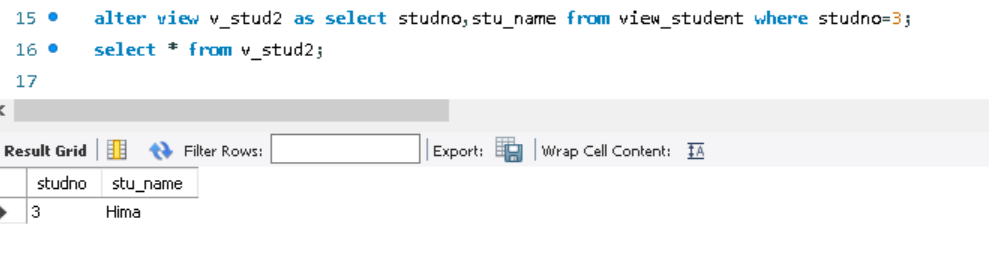 15 alter view v_stud2 as select studno,stu_name from view_student where studno=3;
16 select * from v_stud2;
17
Result Grid Filter Rows: Export: Wrap Cell Content: IA
studno stu_name
3 Hima